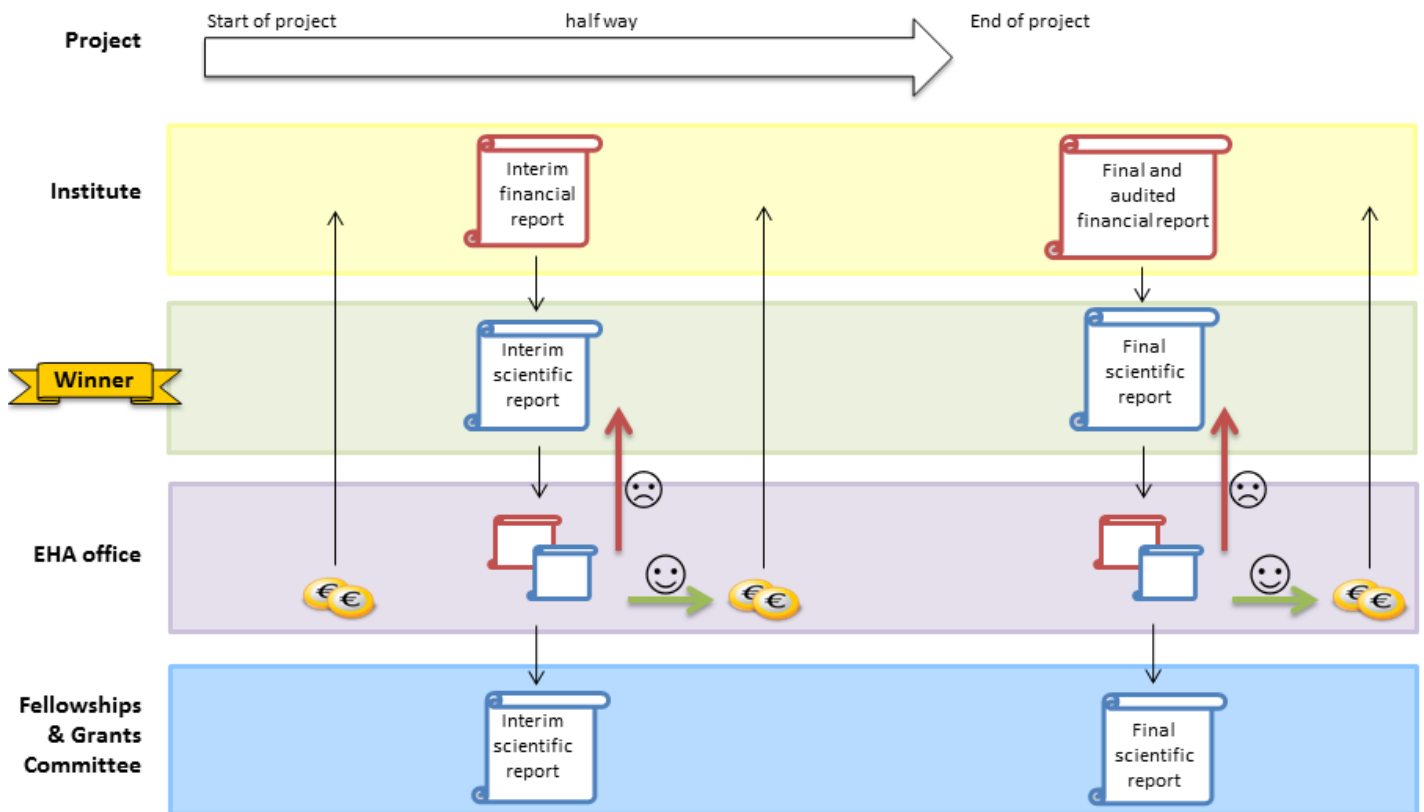 Project
Start of project
half way
End of project
Institute
Interim
financial
report
Final and
audited
financial report
Winner
Interim
scientific
report
Final
scientific
report
EHA office
€ €
€ €
€ €
Fellowships
& Grants
Committee
Interim
scientific
report
Final
scientific
report